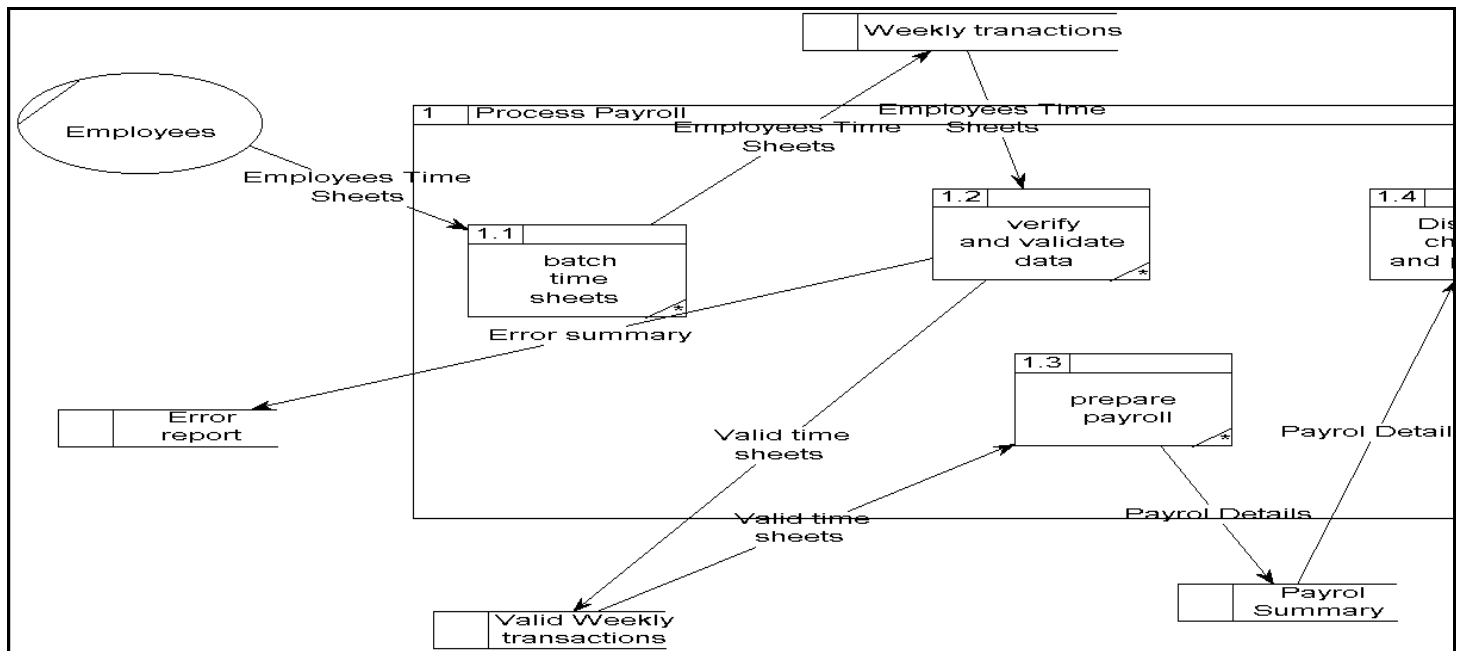 Weekly tranactions
1 Process Payroll
Employees
Employees Time
Sheets
Employees Time
Sheets
Employees Time
Sheets
1.1
batch
time
sheets
*
1.2
verify
and validate
data
*
1.4
Error summary
1.3
prepare
payroll
*
Error
report
Valid time
sheets
Payrol Detail
Valid time
sheets
Payrol Details
Valid Weekly
transactions
Payrol
Summary